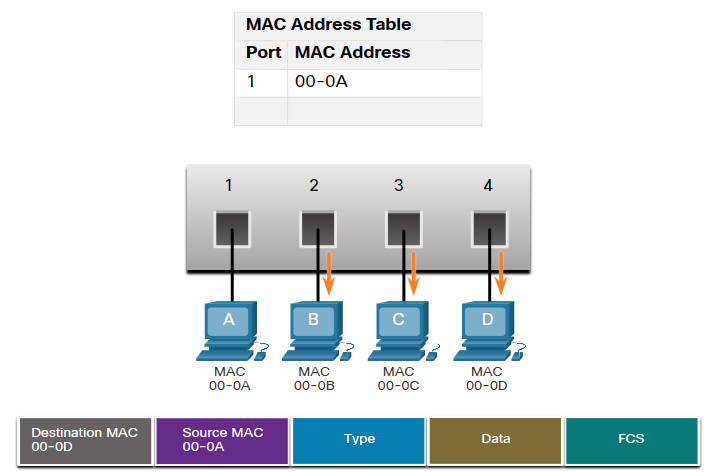 MAC Address Table
Port MAC Address
1 00-0A
1 2 3 4
A B C D
MAC MAC MAC MAC
00-0A 00-0B 00-0C 00-0D
Destination MAC Source MAC Type Data FCS
00-0D 00-0A